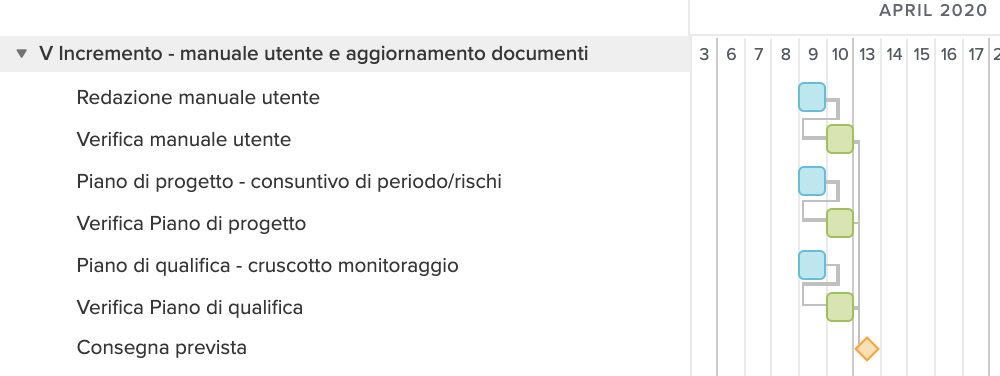 APRIL 2020
V Incremento - manuale utente e aggiornamento documenti
3 6 7 8 9 10 13 14 15 16 17 2
Redazione manuale utente
Verifica manuale utente
Piano di progetto - consuntivo di periodo/rischi
Verifica Piano di progetto
Piano di qualifica - cruscotto monitoraggio
Verifica Piano di qualifica
Consegna prevista